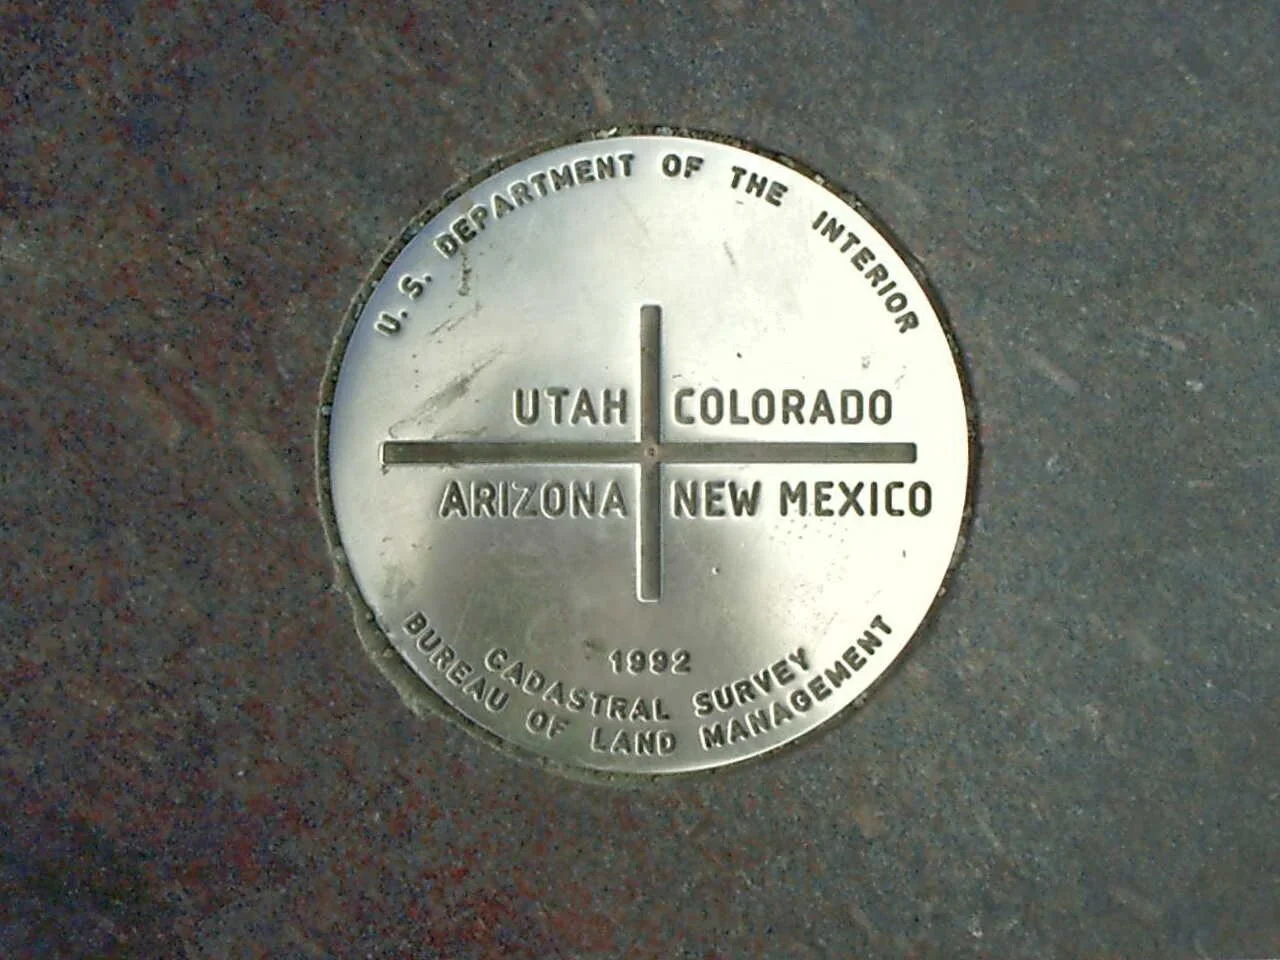 U. S. DEPARTMENT OF THE INTERIOR
UTAH COLORADO
ARIZONA NEW MEXICO
1992
CADASTRAL SURVEY
BUREAU OF LAND MANAGEMENT